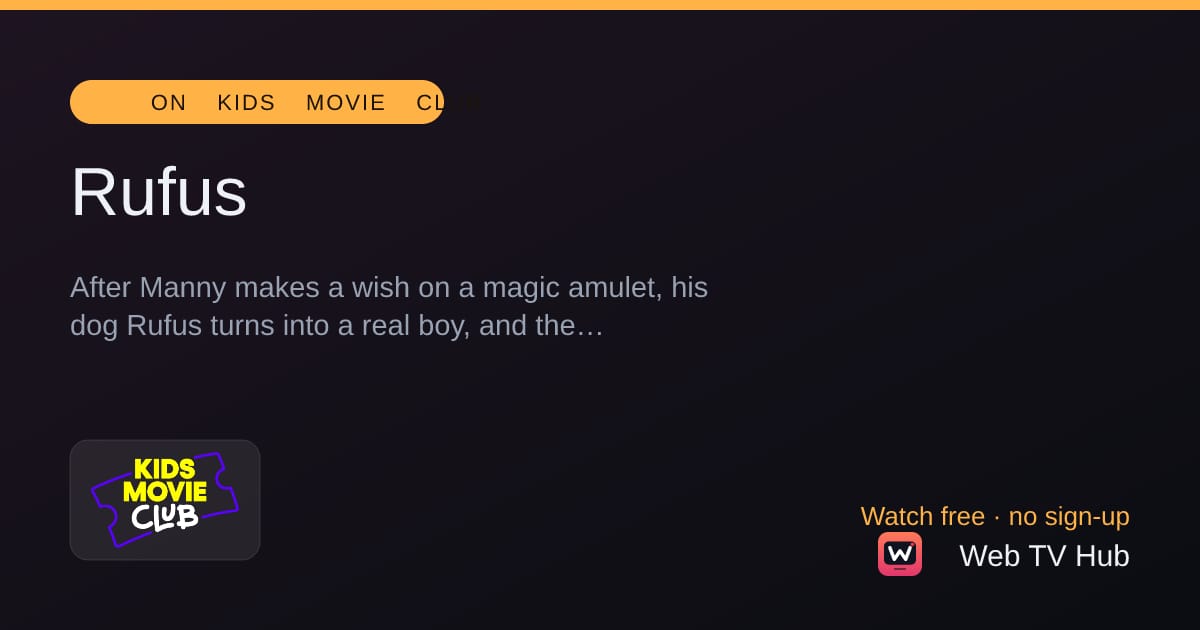 ON KIDS MOVIE CLUB
Rufus
After Manny makes a wish on a magic amulet, his
dog Rufus turns into a real boy, and the…
KIDS
MOVIE
CLUB
Watch free · no sign-up
W
Web TV Hub